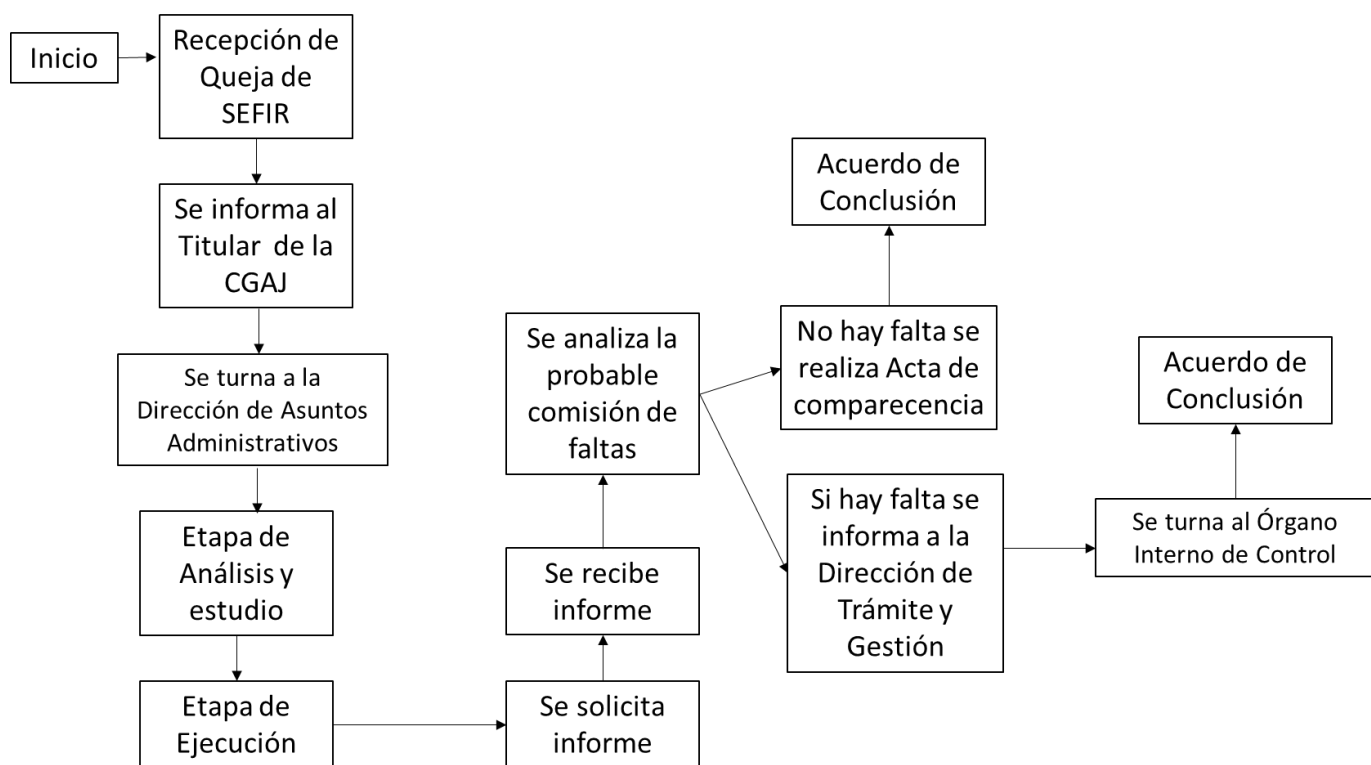 Inicio
Recepción de
Queja de
SEFIR
Se informa al
Titular de la
CGAJ
Se turna a la
Dirección de Asuntos
Administrativos
Etapa de
Análisis y
estudio
Etapa de
Ejecución
Se solicita
informe
Se recibe
informe
Se analiza la
probable
comisión de
faltas
No hay falta se
realiza Acta de
comparecencia
Acuerdo de
Conclusión
Si hay falta se
informa a la
Dirección de
Trámite y
Gestión
Se turna al Órgano
Interno de Control
Acuerdo de
Conclusión